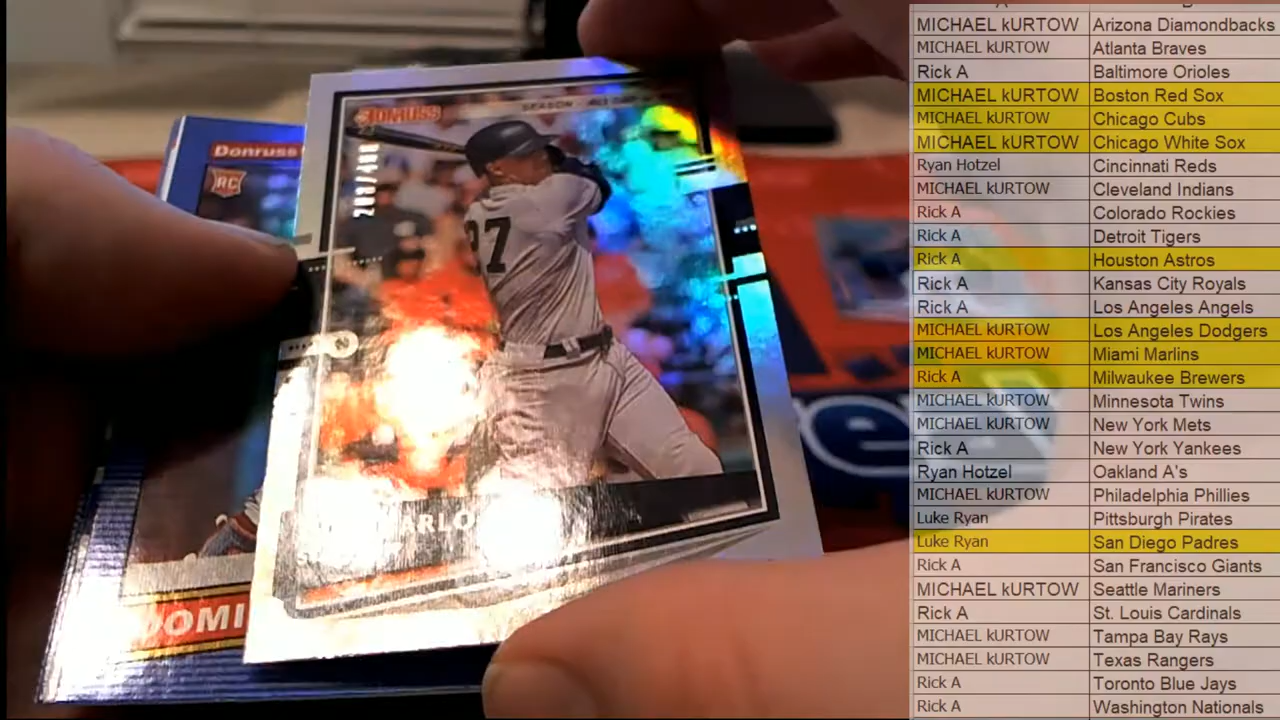 Donruss
RC
DONRUSS
SEASON
27
ARLO
DOMI
MICHAEL kURTOW Arizona Diamondbacks
MICHAEL kURTOW Atlanta Braves
Rick A Baltimore Orioles
MICHAEL kURTOW Boston Red Sox
MICHAEL kURTOW Chicago Cubs
MICHAEL kURTOW Chicago White Sox
Ryan Hotzel Cincinnati Reds
MICHAEL kURTOW Cleveland Indians
Rick A Colorado Rockies
Rick A Detroit Tigers
Rick A Houston Astros
Rick A Kansas City Royals
Rick A Los Angeles Angels
MICHAEL kURTOW Los Angeles Dodgers
MICHAEL kURTOW Miami Marlins
Rick A Milwaukee Brewers
MICHAEL kURTOW Minnesota Twins
MICHAEL kURTOW New York Mets
Rick A New York Yankees
Ryan Hotzel Oakland A's
MICHAEL kURTOW Philadelphia Phillies
Luke Ryan Pittsburgh Pirates
Luke Ryan San Diego Padres
Rick A San Francisco Giants
MICHAEL kURTOW Seattle Mariners
Rick A St. Louis Cardinals
MICHAEL kURTOW Tampa Bay Rays
MICHAEL kURTOW Texas Rangers
Rick A Toronto Blue Jays
Rick A Washington Nationals